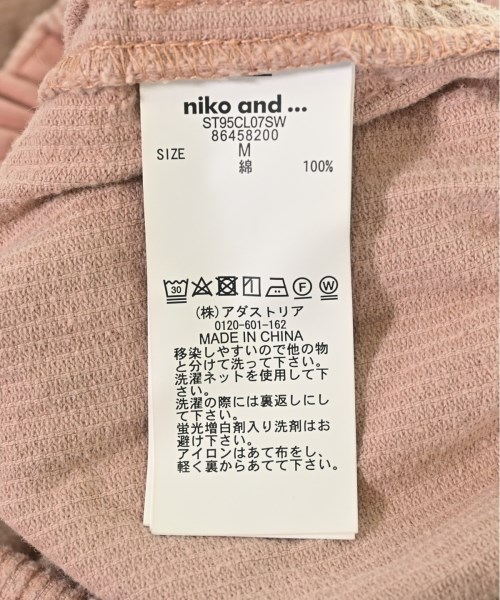 niko and ...
ST95CL07SW
86458200
SIZE M
綿 100%
30 F W
(株)アダストリア
0120-601-162
MADE IN CHINA
移染しやすいので他の物
と分けて洗って下さい。
洗濯ネットを使用して下
さい。
洗濯の際には裏返しにし
て下さい。
蛍光増白剤入り洗剤はお
避け下さい。
アイロンはあて布をし、
軽く裏からあてて下さい。